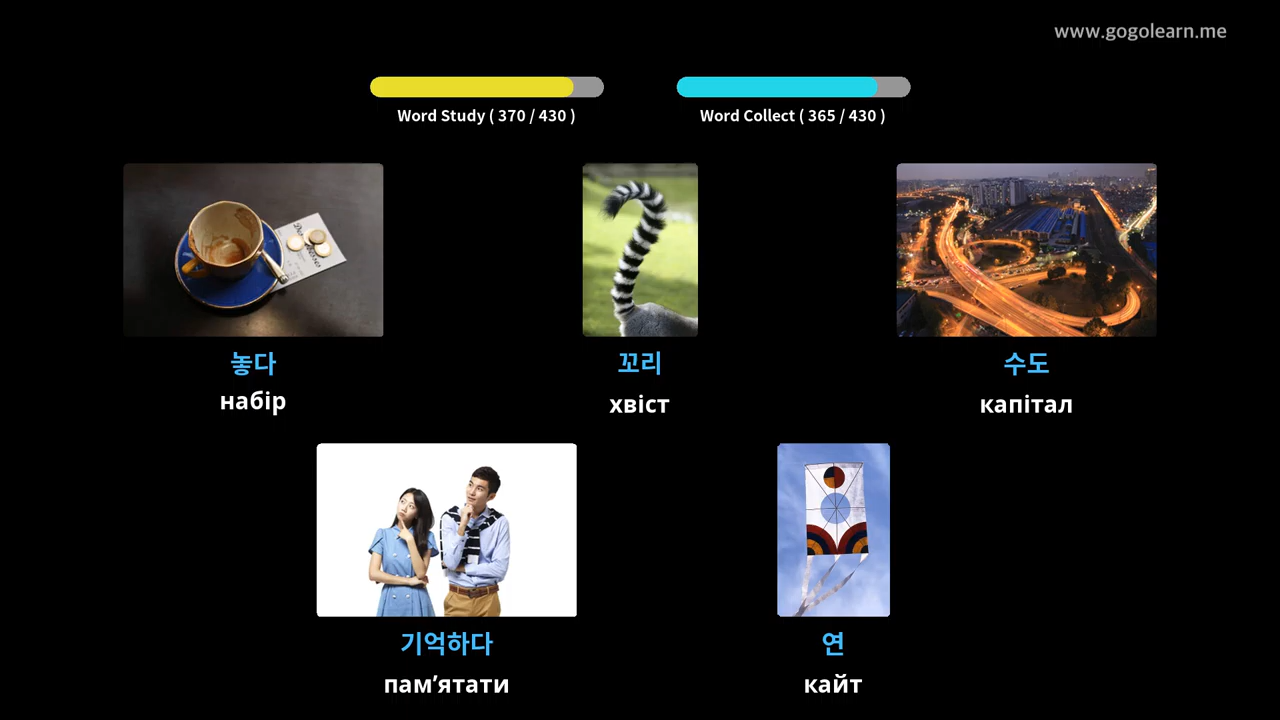 www.gogolearn.me
Word Study ( 370 / 430 )
Word Collect ( 365 / 430 )
놓다
набір
꼬리
хвіст
수도
капітал
기억하다
пам’ятати
연
кайт